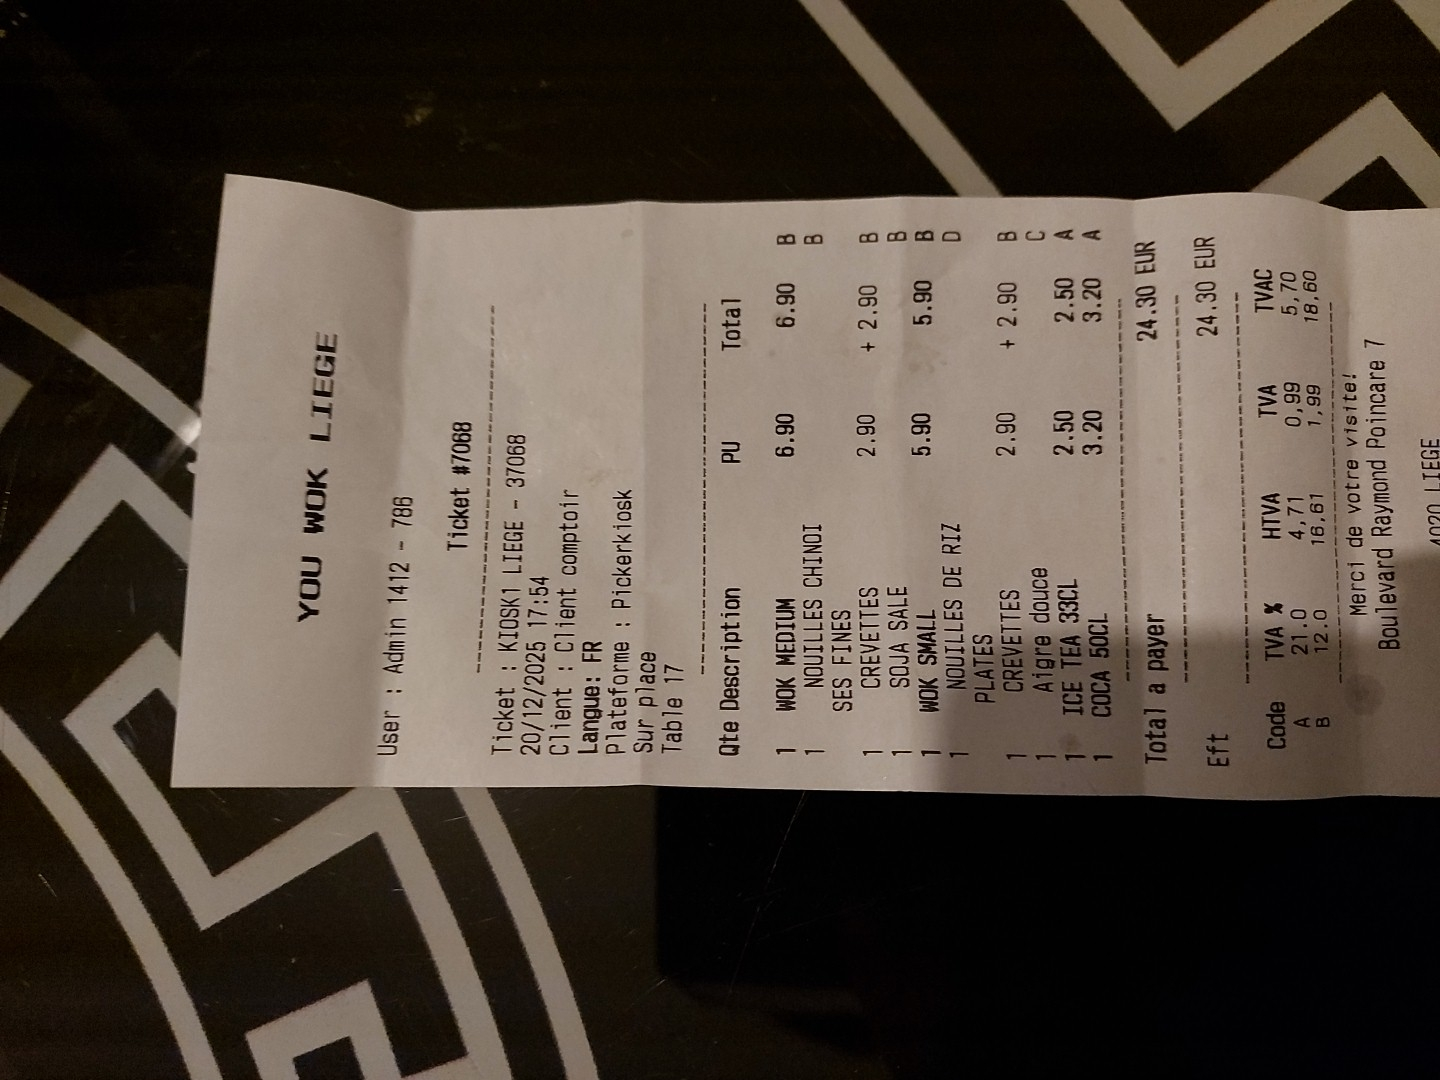 YOU WOK LIEGE
User : Admin 1412 - 786
Ticket #7068
Ticket : KIOSK1 LIEGE - 37068
20/12/2025 17:54
Client : Client comptoir
Langue: FR
Plateforme : Pickerkiosk
Sur place
Table 17
Qte Description PU Total
1 WOK MEDIUM 6.90 6.90 B
1 NOUILLES CHINOI B
SES FINES
1 CREVETTES 2.90 + 2.90 B
1 SOJA SALE B
1 WOK SMALL 5.90 5.90 B
1 NOUILLES DE RIZ D
PLATES
1 CREVETTES 2.90 + 2.90 B
1 Aigre douce C
1 ICE TEA 33CL 2.50 2.50 A
1 COCA 50CL 3.20 3.20 A
Total a payer 24.30 EUR
Eft 24.30 EUR
Code TVA % HTVA TVA TVAC
A 21.0 4,71 0,99 5,70
B 12.0 16,61 1,99 18,60
Merci de votre visite!
Boulevard Raymond Poincare 7
4020 LIEGE